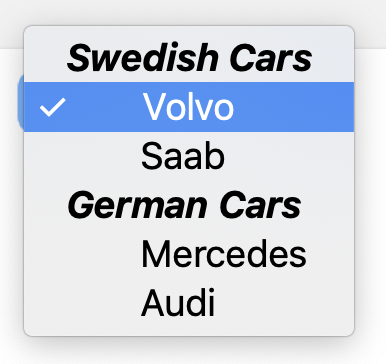 Swedish Cars
✓ Volvo
Saab
German Cars
Mercedes
Audi